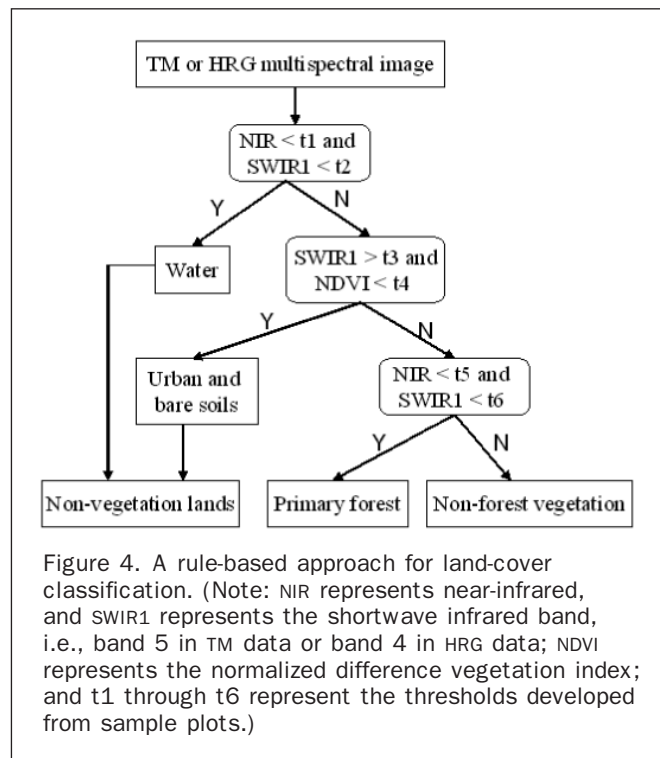 TM or HRG multispectral image
NIR < t1 and
SWIR1 < t2
Y
N
Water
SWIR1 > t3 and
NDVI < t4
Y
N
Urban and
bare soils
NIR < t5 and
SWIR1 < t6
Y
N
Non-vegetation lands
Primary forest
Non-forest vegetation
Figure 4. A rule-based approach for land-cover
classification. (Note: NIR represents near-infrared,
and SWIR1 represents the shortwave infrared band,
i.e., band 5 in TM data or band 4 in HRG data; NDVI
represents the normalized difference vegetation index;
and t1 through t6 represent the thresholds developed
from sample plots.)